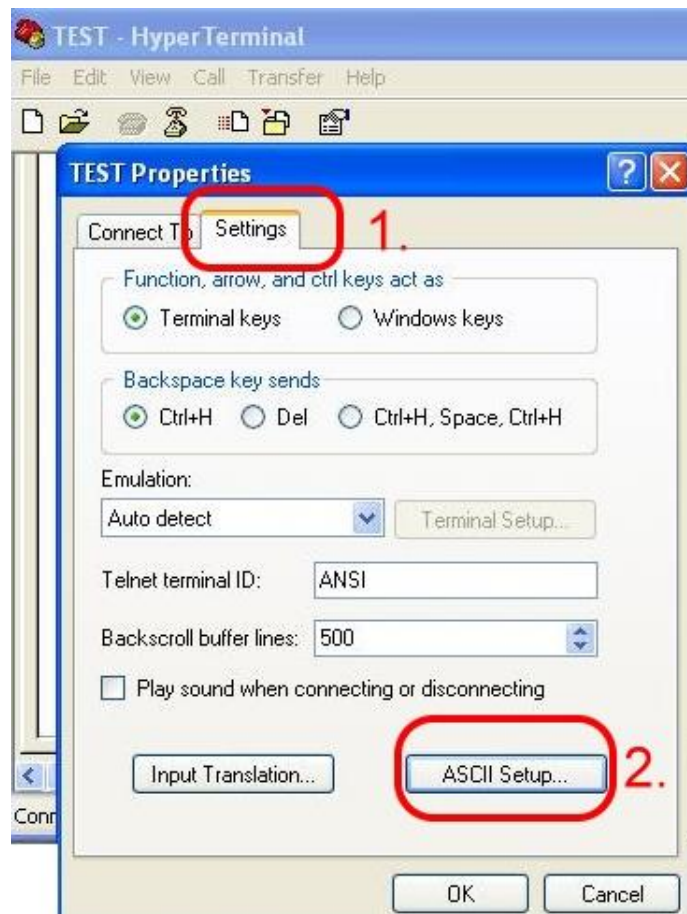 TEST - HyperTerminal
File Edit View Call Transfer Help
TEST Properties
Connect To Settings 1.
Function, arrow, and ctrl keys act as
Terminal keys Windows keys
Backspace key sends
Ctrl+H Del Ctrl+H, Space, Ctrl+H
Emulation:
Auto detect Terminal Setup...
Telnet terminal ID: ANSI
Backscroll buffer lines: 500
Play sound when connecting or disconnecting
Input Translation... ASCII Setup... 2.
OK Cancel